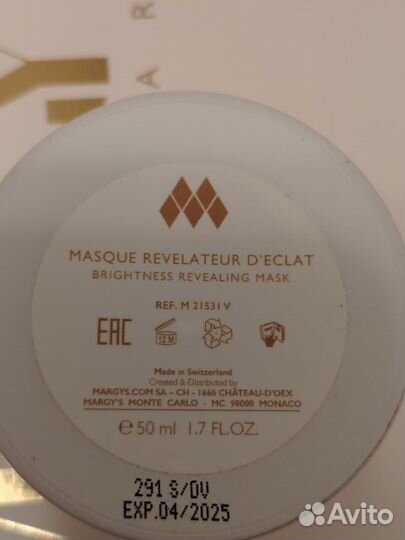 MASQUE REVELATEUR D'ECLAT
BRIGHTNESS REVEALING MASK
REF. M 21531 V
EAC 12 M
Made in Switzerland
Created & Distributed by
MARGYS.COM SA – CH - 1660 CHÂTEAU-D'OEX
MARGY'S MONTE CARLO - MC 98000 MONACO
℮ 50 ml 1.7 FL.OZ.
291 S/DV
EXP.04/2025
Avito